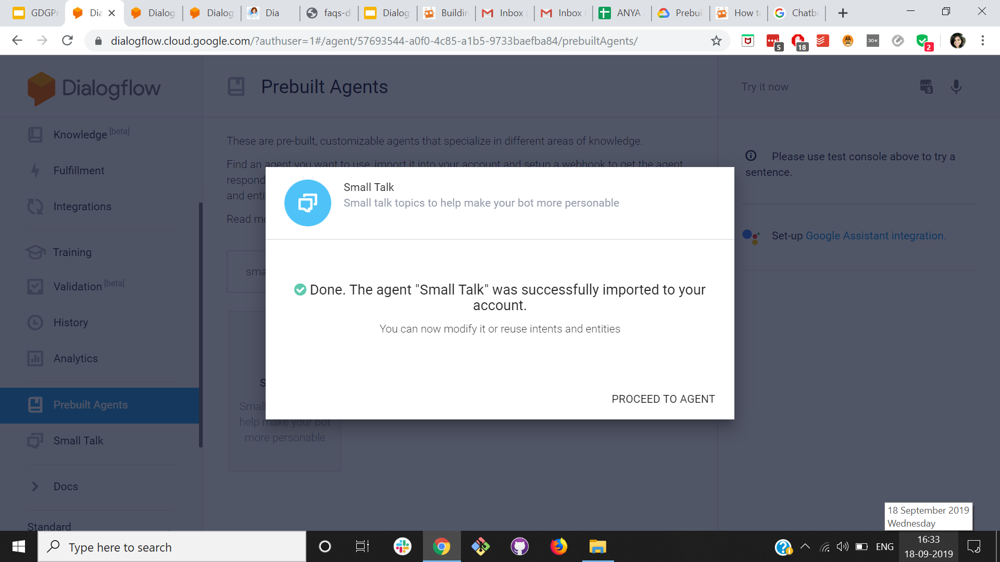 GDGPr
Dia
Dialog
Dialog
Dia
faqs-d
Dialog
Buildin
Inbox
Inbox
ANYA
Prebui
How to
Chatb
dialogflow.cloud.google.com/?authuser=1#/agent/57693544-a0f0-4c85-a1b5-9733baefba84/prebuiltAgents/
5
18
30
2
Dialogflow
Prebuilt Agents
Try it now
5
Knowledge [beta]
Fulfillment
Integrations
Training
Validation [beta]
History
Analytics
Prebuilt Agents
Small Talk
Docs
Standard
These are pre-built, customizable agents that specialize in different areas of knowledge.
Find an agent you want to use, import it into your account and setup a webhook to get the agent
respond
and enti
Read mo
sma
S
Small
help make your bot
more personable
Small Talk
Small talk topics to help make your bot more personable
Done. The agent "Small Talk" was successfully imported to your
account.
You can now modify it or reuse intents and entities
PROCEED TO AGENT
Please use test console above to try a
sentence.
Set-up Google Assistant integration.
18 September 2019
Wednesday
Type here to search
ENG
16:33
18-09-2019